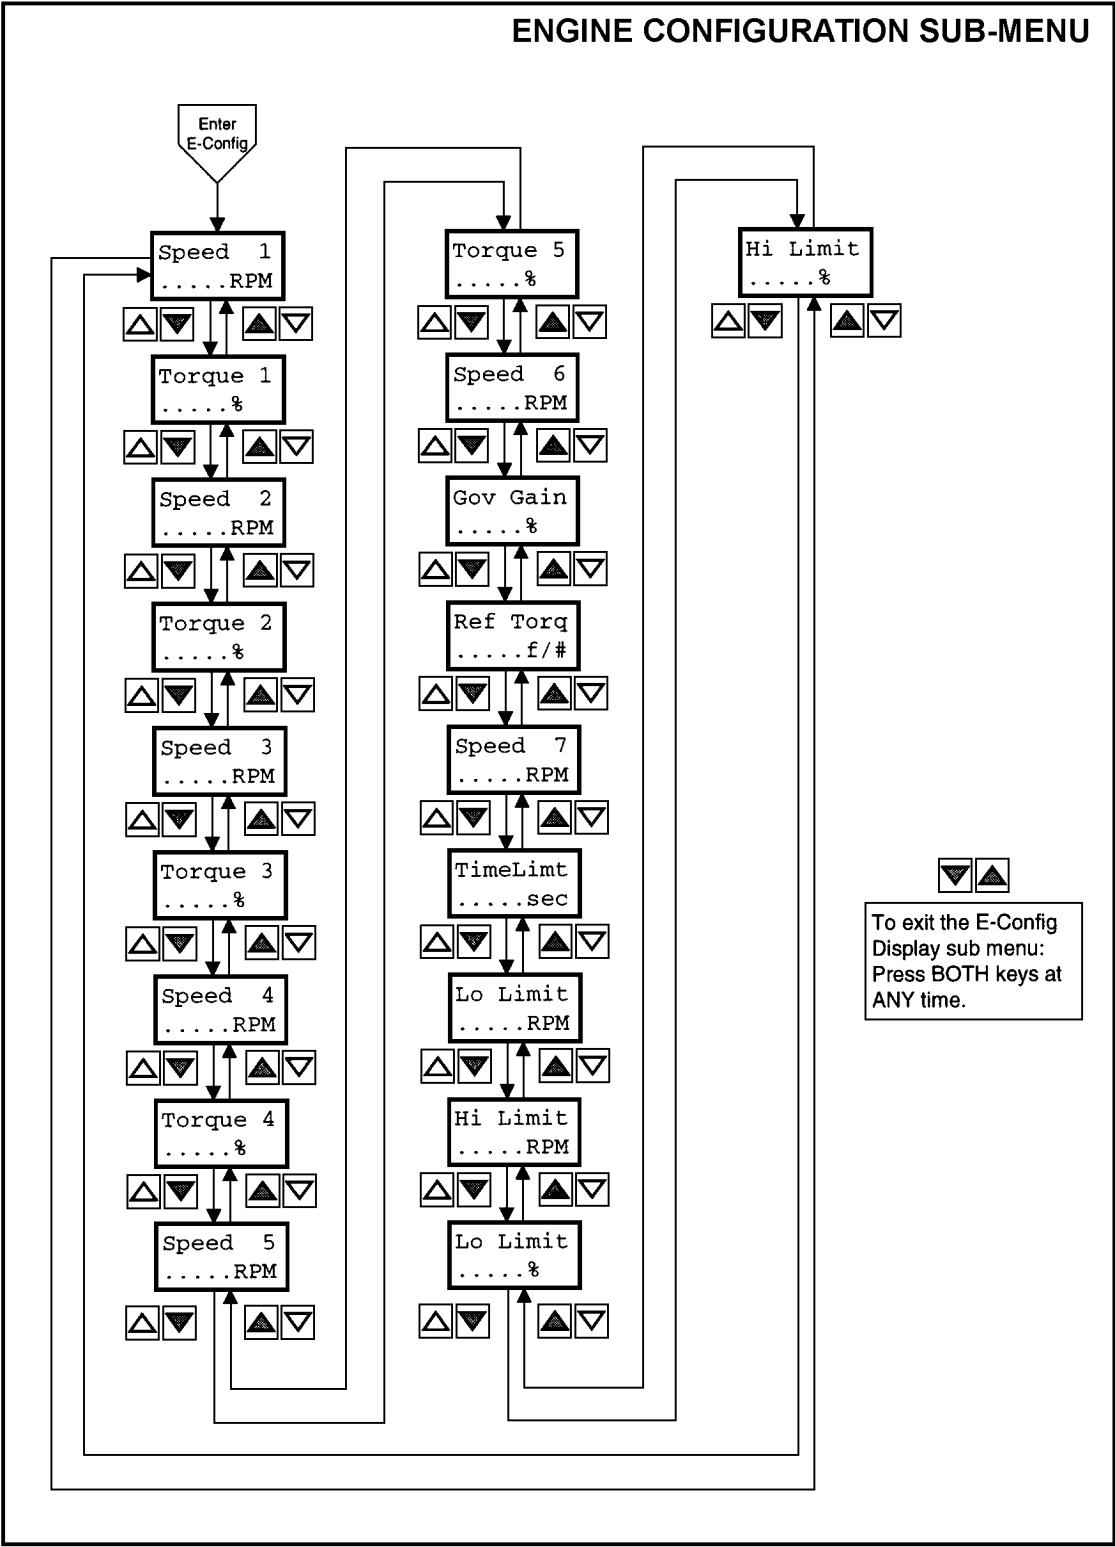 ENGINE CONFIGURATION SUB-MENU
Enter
E-Config
Speed 1
.....RPM
Torque 1
.....%
Speed 2
.....RPM
Torque 2
.....%
Speed 3
.....RPM
Torque 3
.....%
Speed 4
.....RPM
Torque 4
.....%
Speed 5
.....RPM
Torque 5
.....%
Speed 6
.....RPM
Gov Gain
.....%
Ref Torq
.....f/#
Speed 7
.....RPM
TimeLimt
.....sec
Lo Limit
.....RPM
Hi Limit
.....RPM
Lo Limit
.....%
Hi Limit
.....%
To exit the E-Config
Display sub menu:
Press BOTH keys at
ANY time.